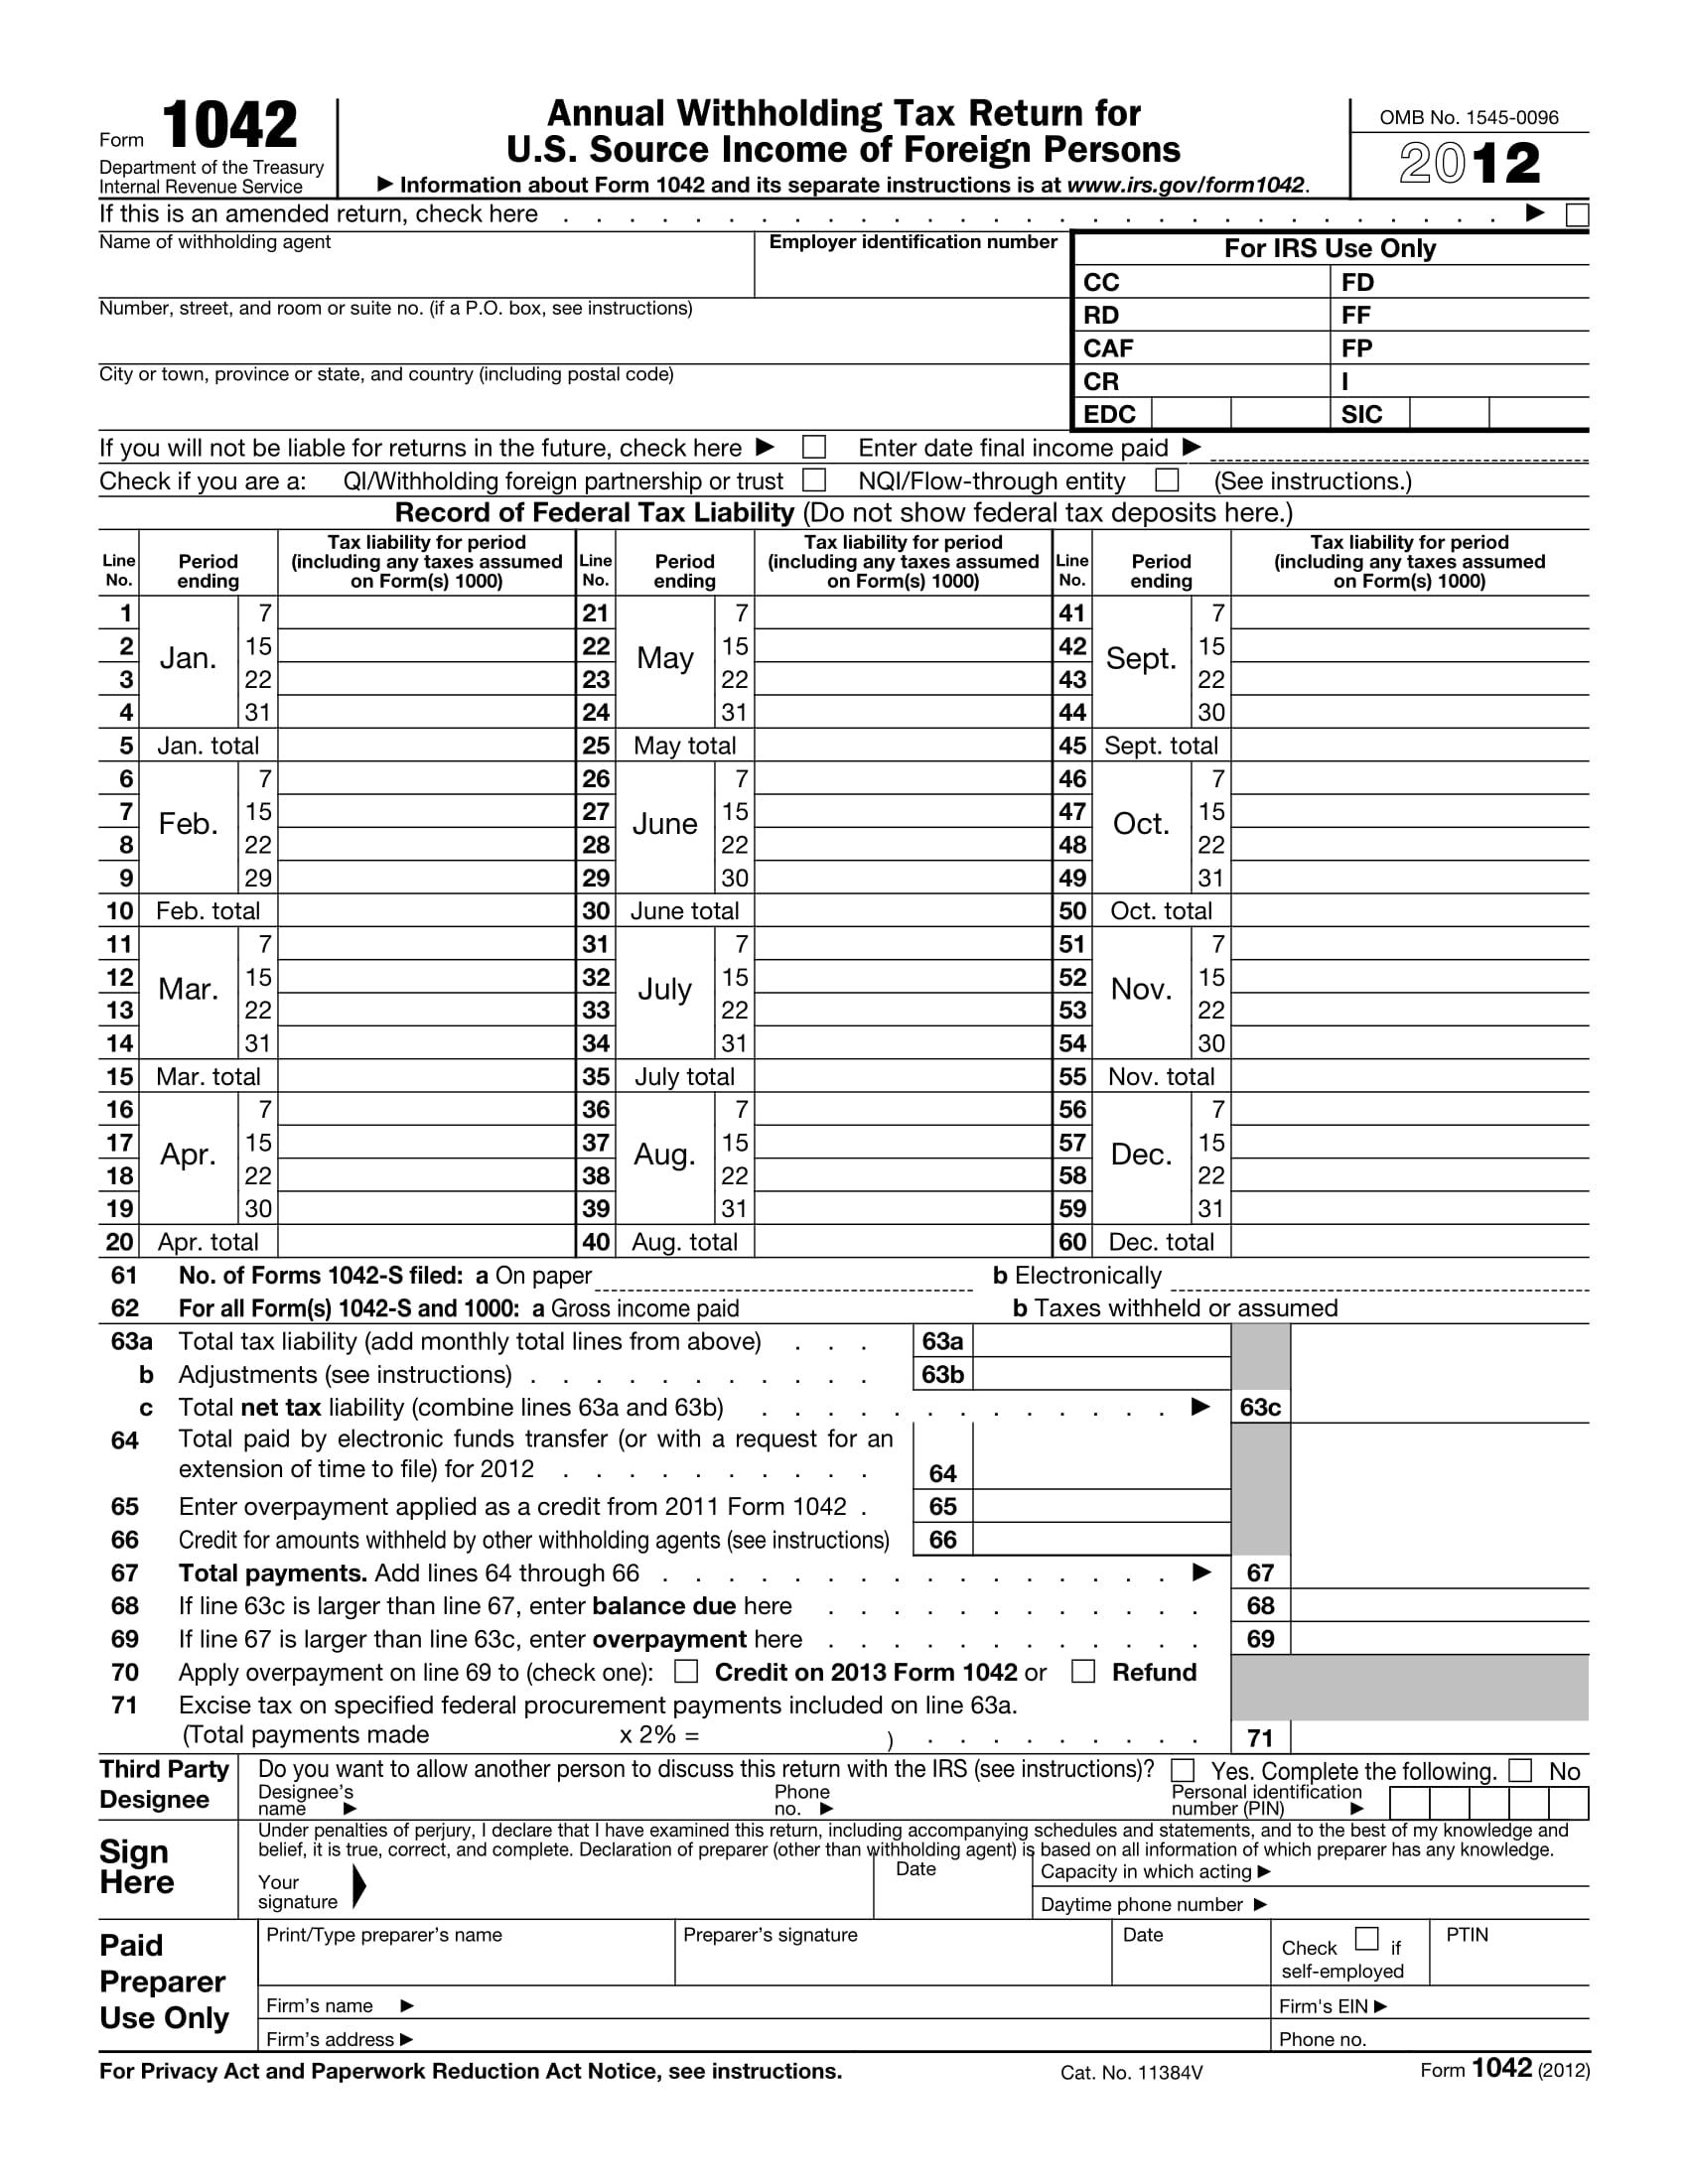 Form 1042
Department of the Treasury
Internal Revenue Service
Annual Withholding Tax Return for
U.S. Source Income of Foreign Persons
▶ Information about Form 1042 and its separate instructions is at www.irs.gov/form1042.
OMB No. 1545-0096
2012
If this is an amended return, check here . . . . . . . . . . . . . . . . . . . . . . . . . . . . . ▶
Name of withholding agent
Employer identification number
Number, street, and room or suite no. (if a P.O. box, see instructions)
City or town, province or state, and country (including postal code)
For IRS Use Only
CC FD
RD FF
CAF FP
CR I
EDC SIC
If you will not be liable for returns in the future, check here ▶ Enter date final income paid ▶
Check if you are a: QI/Withholding foreign partnership or trust NQI/Flow-through entity (See instructions.)
Record of Federal Tax Liability (Do not show federal tax deposits here.)
Line No. Period ending Tax liability for period (including any taxes assumed on Form(s) 1000) Line No. Period ending Tax liability for period (including any taxes assumed on Form(s) 1000) Line No. Period ending Tax liability for period (including any taxes assumed on Form(s) 1000)
1 7 21 7 41 7
2 15 22 15 42 15
Jan. May Sept.
3 22 23 22 43 22
4 31 24 31 44 30
5 Jan. total 25 May total 45 Sept. total
6 7 26 7 46 7
7 15 27 15 47 15
Feb. June Oct.
8 22 28 22 48 22
9 29 29 30 49 31
10 Feb. total 30 June total 50 Oct. total
11 7 31 7 51 7
12 15 32 15 52 15
Mar. July Nov.
13 22 33 22 53 22
14 31 34 31 54 30
15 Mar. total 35 July total 55 Nov. total
16 7 36 7 56 7
17 15 37 15 57 15
Apr. Aug. Dec.
18 22 38 22 58 22
19 30 39 31 59 31
20 Apr. total 40 Aug. total 60 Dec. total
61 No. of Forms 1042-S filed: a On paper b Electronically
62 For all Form(s) 1042-S and 1000: a Gross income paid b Taxes withheld or assumed
63a Total tax liability (add monthly total lines from above) . . . 63a
b Adjustments (see instructions) . . . . . . . . . . . 63b
c Total net tax liability (combine lines 63a and 63b) . . . . . . . . . . . . . ▶ 63c
64 Total paid by electronic funds transfer (or with a request for an
extension of time to file) for 2012 . . . . . . . . . . 64
65 Enter overpayment applied as a credit from 2011 Form 1042 . 65
66 Credit for amounts withheld by other withholding agents (see instructions) 66
67 Total payments. Add lines 64 through 66 . . . . . . . . . . . . . . . . ▶ 67
68 If line 63c is larger than line 67, enter balance due here . . . . . . . . . . . . 68
69 If line 67 is larger than line 63c, enter overpayment here . . . . . . . . . . . . 69
70 Apply overpayment on line 69 to (check one): Credit on 2013 Form 1042 or Refund
71 Excise tax on specified federal procurement payments included on line 63a.
(Total payments made x 2% = ) . . . . . . . . . 71
Third Party
Designee
Do you want to allow another person to discuss this return with the IRS (see instructions)? Yes. Complete the following. No
Designee's
name ▶
Phone
no. ▶
Personal identification
number (PIN) ▶
Sign
Here
Under penalties of perjury, I declare that I have examined this return, including accompanying schedules and statements, and to the best of my knowledge and
belief, it is true, correct, and complete. Declaration of preparer (other than withholding agent) is based on all information of which preparer has any knowledge.
Your
signature
Date
Capacity in which acting ▶
Daytime phone number ▶
Paid
Preparer
Use Only
Print/Type preparer's name
Preparer's signature
Date
Check if
self-employed
PTIN
Firm's name ▶
Firm's EIN ▶
Firm's address ▶
Phone no.
For Privacy Act and Paperwork Reduction Act Notice, see instructions. Cat. No. 11384V Form 1042 (2012)